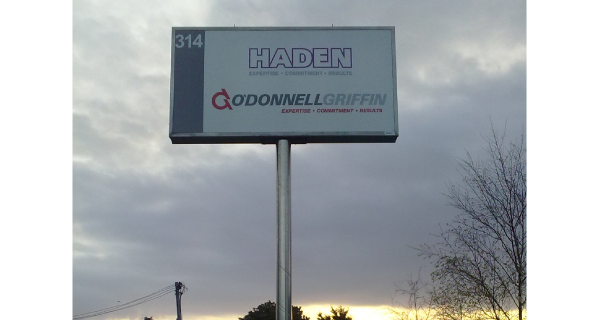 314
HADEN
EXPERTISE • COMMITMENT • RESULTS
O'DONNELLGRIFFIN
EXPERTISE • COMMITMENT • RESULTS